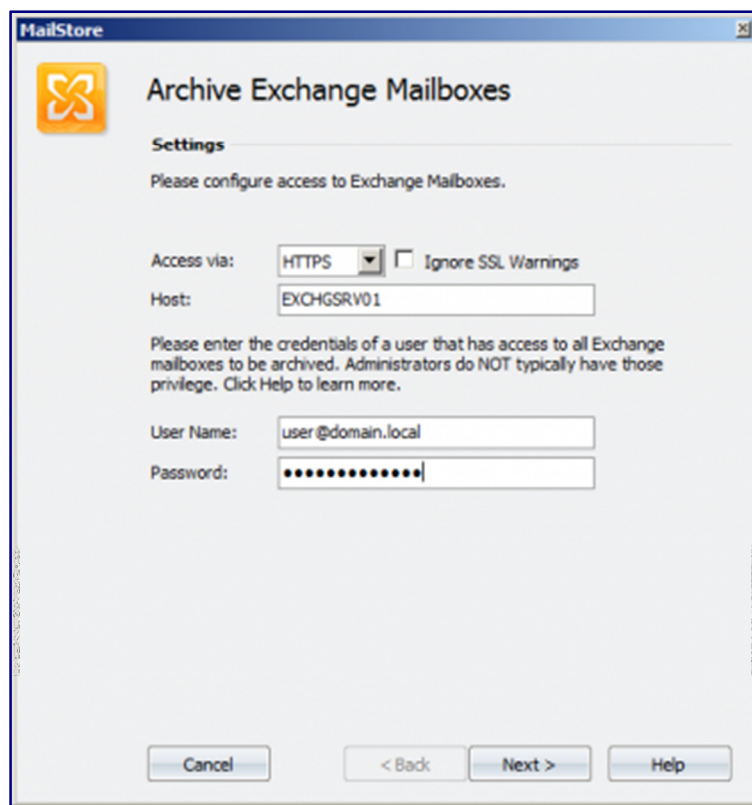 MailStore
Archive Exchange Mailboxes
Settings
Please configure access to Exchange Mailboxes.
Access via: HTTPS Ignore SSL Warnings
Host: EXCHGSRV01
Please enter the credentials of a user that has access to all Exchange
mailboxes to be archived. Administrators do NOT typically have those
privilege. Click Help to learn more.
User Name: user@domain.local
Password: •••••••••••••
Cancel < Back Next > Help